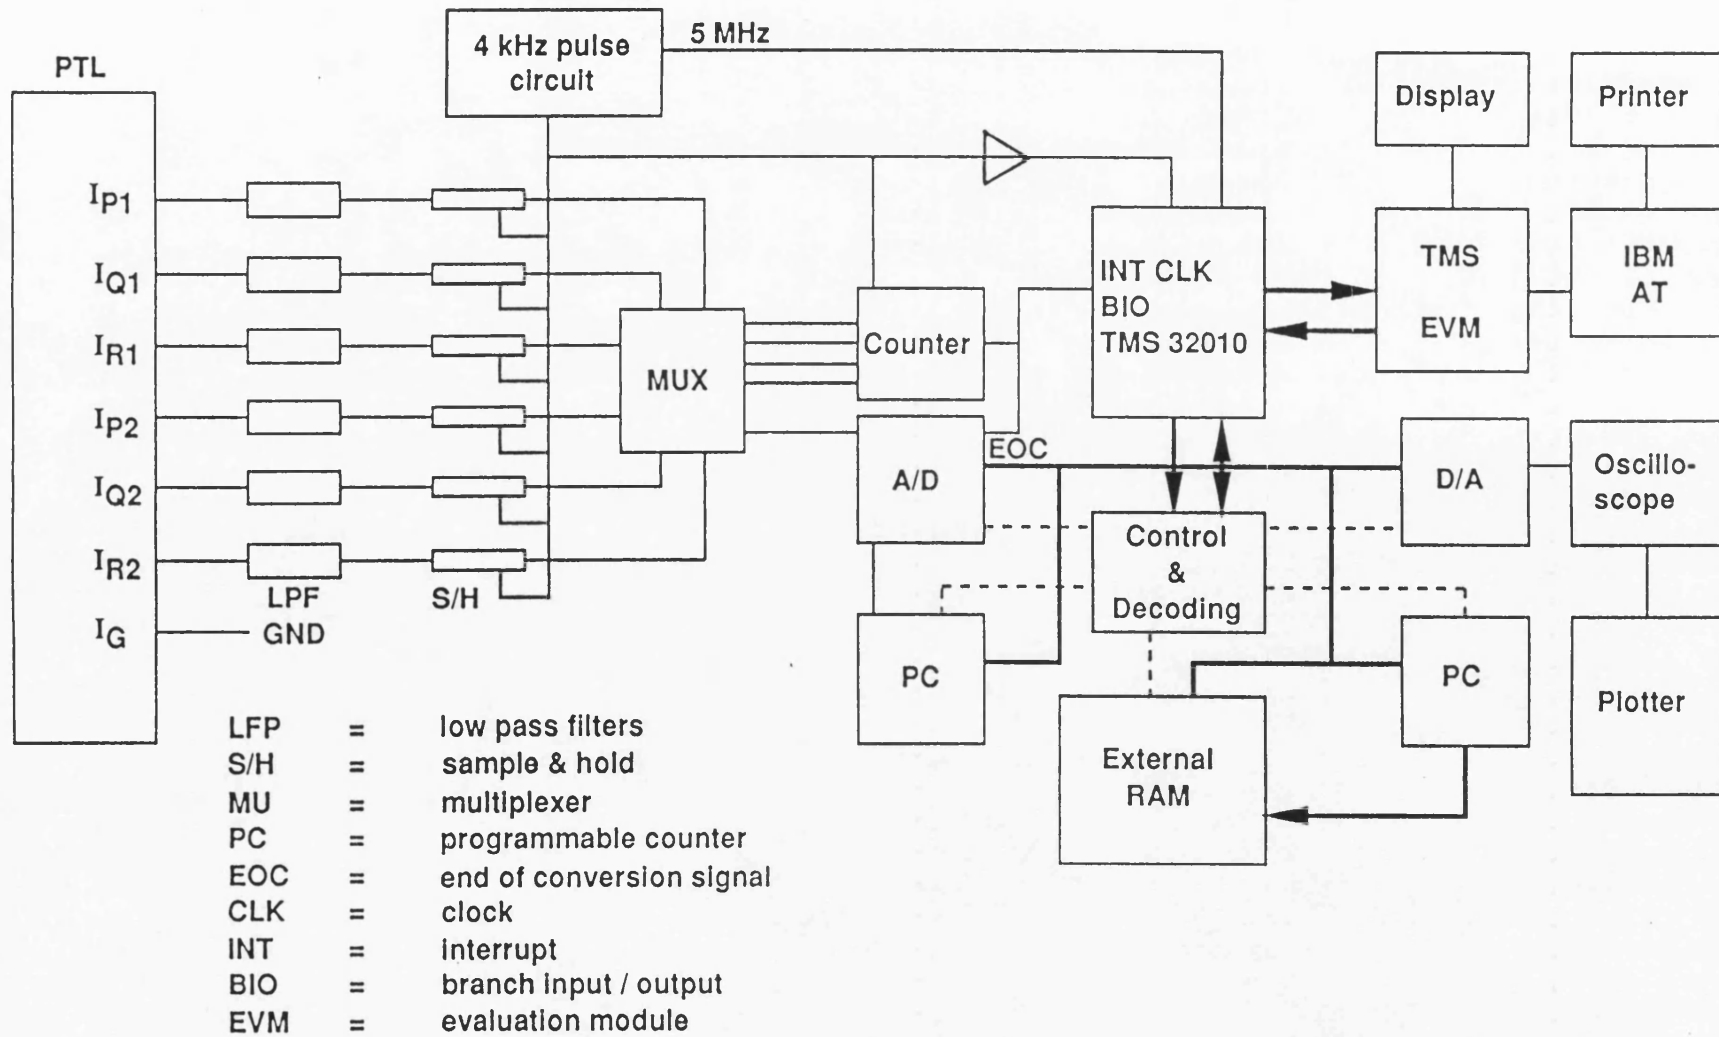 4 kHz pulse
circuit
5 MHz
PTL
Display
Printer
IP1
IQ1
IR1
IP2
IQ2
IR2
IG
LPF
GND
S/H
MUX
Counter
A/D
EOC
PC
INT CLK
BIO
TMS 32010
TMS
EVM
IBM
AT
Control
&
Decoding
D/A
Oscillo-
scope
PC
External
RAM
Plotter
LFP = low pass filters
S/H = sample & hold
MU = multiplexer
PC = programmable counter
EOC = end of conversion signal
CLK = clock
INT = interrupt
BIO = branch input / output
EVM = evaluation module